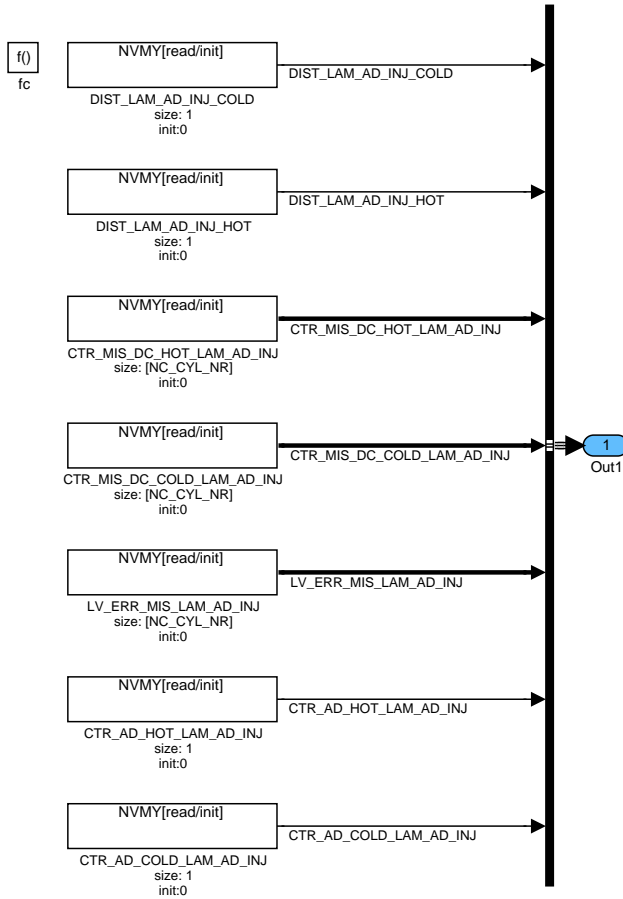 f()
fc
NVMY[read/init]
DIST_LAM_AD_INJ_COLD
size: 1
init:0
DIST_LAM_AD_INJ_COLD
NVMY[read/init]
DIST_LAM_AD_INJ_HOT
size: 1
init:0
DIST_LAM_AD_INJ_HOT
NVMY[read/init]
CTR_MIS_DC_HOT_LAM_AD_INJ
size: [NC_CYL_NR]
init:0
CTR_MIS_DC_HOT_LAM_AD_INJ
NVMY[read/init]
CTR_MIS_DC_COLD_LAM_AD_INJ
size: [NC_CYL_NR]
init:0
CTR_MIS_DC_COLD_LAM_AD_INJ
1
Out1
NVMY[read/init]
LV_ERR_MIS_LAM_AD_INJ
size: [NC_CYL_NR]
init:0
LV_ERR_MIS_LAM_AD_INJ
NVMY[read/init]
CTR_AD_HOT_LAM_AD_INJ
size: 1
init:0
CTR_AD_HOT_LAM_AD_INJ
NVMY[read/init]
CTR_AD_COLD_LAM_AD_INJ
size: 1
init:0
CTR_AD_COLD_LAM_AD_INJ